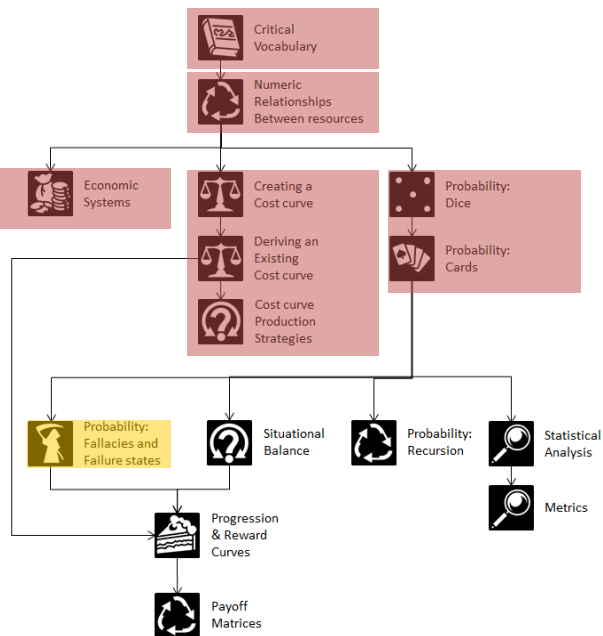 Critical
Vocabulary
Numeric
Relationships
Between resources
Economic
Systems
Creating a
Cost curve
Probability:
Dice
Deriving an
Existing
Cost curve
Probability:
Cards
Cost curve
Production
Strategies
Probability:
Fallacies and
Failure states
Situational
Balance
Probability:
Recursion
Statistical
Analysis
Metrics
Progression
& Reward
Curves
Payoff
Matrices